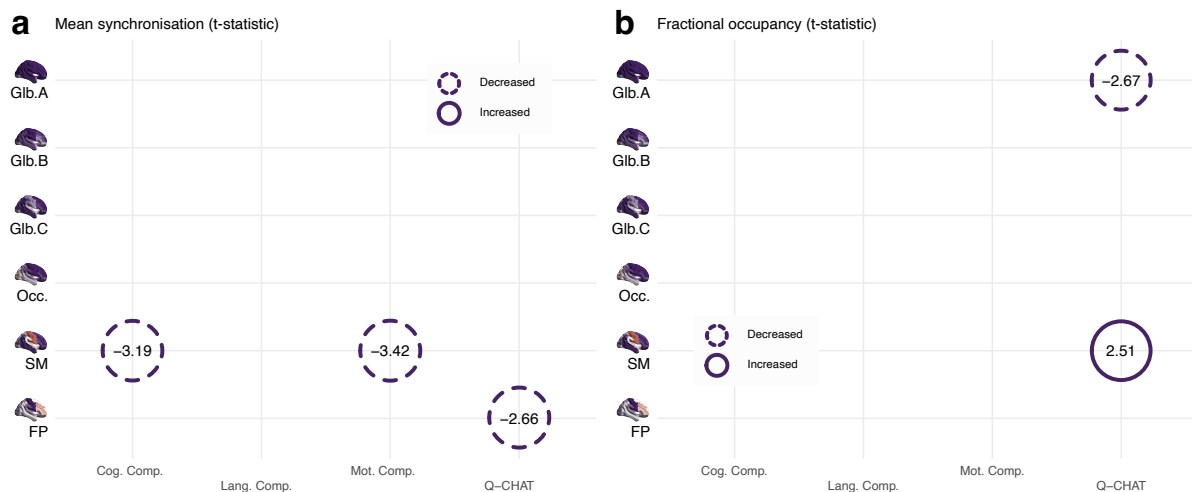 a Mean synchronisation (t-statistic)
Glb.A
Glb.B
Glb.C
Occ.
SM
FP
Decreased
Increased
−3.19
−3.42
−2.66
Cog. Comp.
Lang. Comp.
Mot. Comp.
Q−CHAT
b Fractional occupancy (t-statistic)
Glb.A
Glb.B
Glb.C
Occ.
SM
FP
−2.67
Decreased
Increased
2.51
Cog. Comp.
Lang. Comp.
Mot. Comp.
Q−CHAT